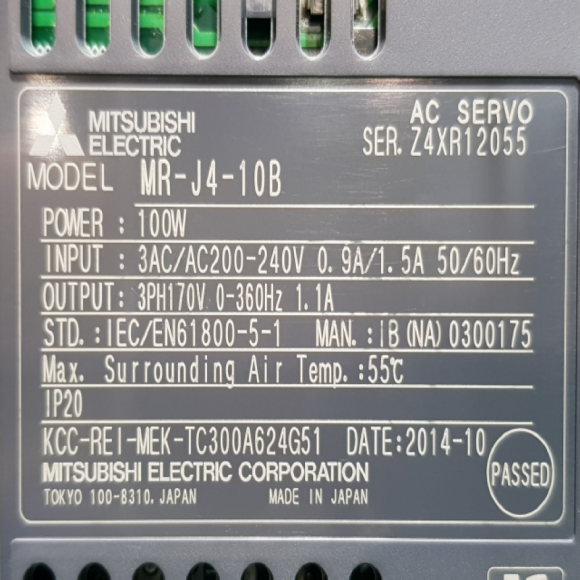 MITSUBISHI
ELECTRIC
AC SERVO
SER. Z4XR12055
MODEL MR-J4-10B
POWER : 100W
INPUT : 3AC/AC200-240V 0.9A/1.5A 50/60Hz
OUTPUT: 3PH170V 0-360Hz 1.1A
STD. : IEC/EN61800-5-1 MAN. : IB(NA)0300175
Max. Surrounding Air Temp. :55℃
IP20
KCC-REI-MEK-TC300A624G51 DATE:2014-10
MITSUBISHI ELECTRIC CORPORATION
TOKYO 100-8310. JAPAN MADE IN JAPAN
PASSED